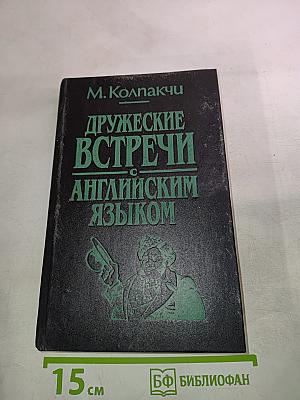 М. Колпакчи
ДРУЖЕСКИЕ
ВСТРЕЧИ
С
АНГЛИЙСКИМ
ЯЗЫКОМ
15 см
БФ БИБЛИОФАН